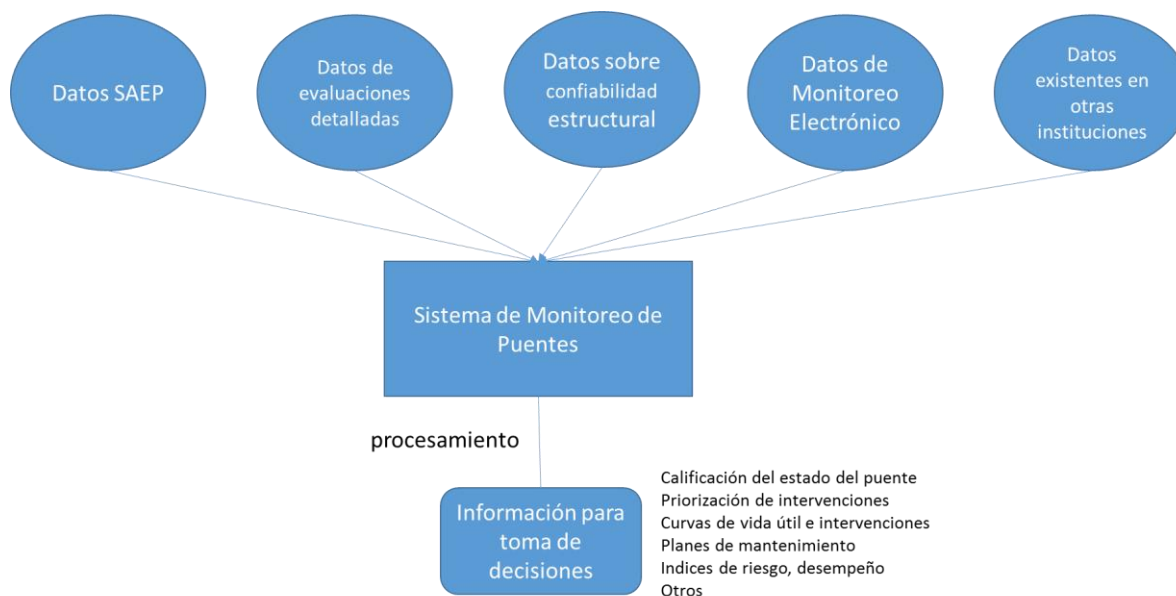 Datos SAEP
Datos de
evaluaciones
detalladas
Datos sobre
confiabilidad
estructural
Datos de
Monitoreo
Electrónico
Datos
existentes en
otras
instituciones
Sistema de Monitoreo de
Puentes
procesamiento
Información para
toma de
decisiones
Calificación del estado del puente
Priorización de intervenciones
Curvas de vida útil e intervenciones
Planes de mantenimiento
Indices de riesgo, desempeño
Otros